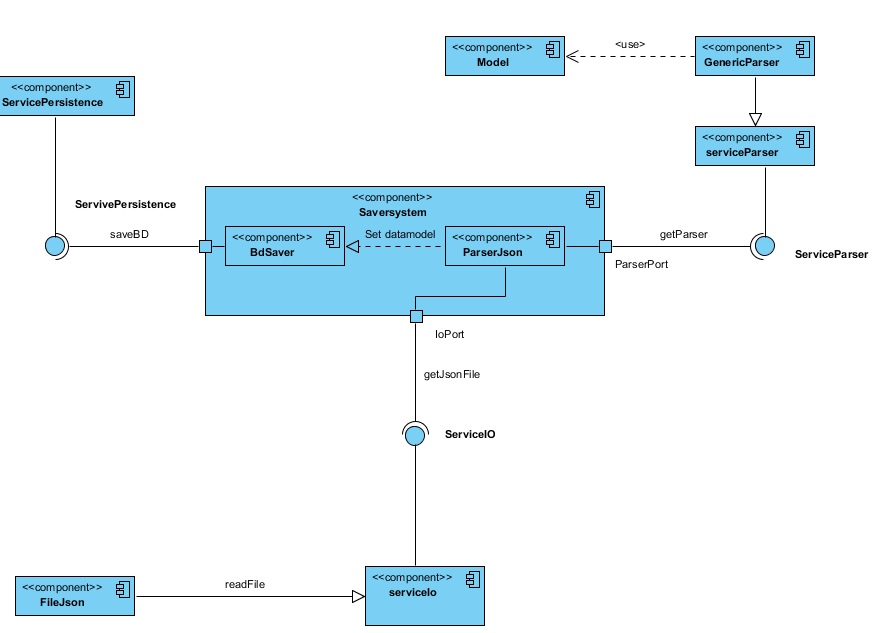 <<component>>
Model
<use>
<<component>>
GenericParser
<<component>>
ServicePersistence
<<component>>
serviceParser
ServivePersistence
saveBD
<<component>>
Saversystem
<<component>>
BdSaver
Set datamodel
<<component>>
ParserJson
getParser
ParserPort
ServiceParser
IoPort
getJsonFile
ServiceIO
<<component>>
FileJson
readFile
<<component>>
serviceIo